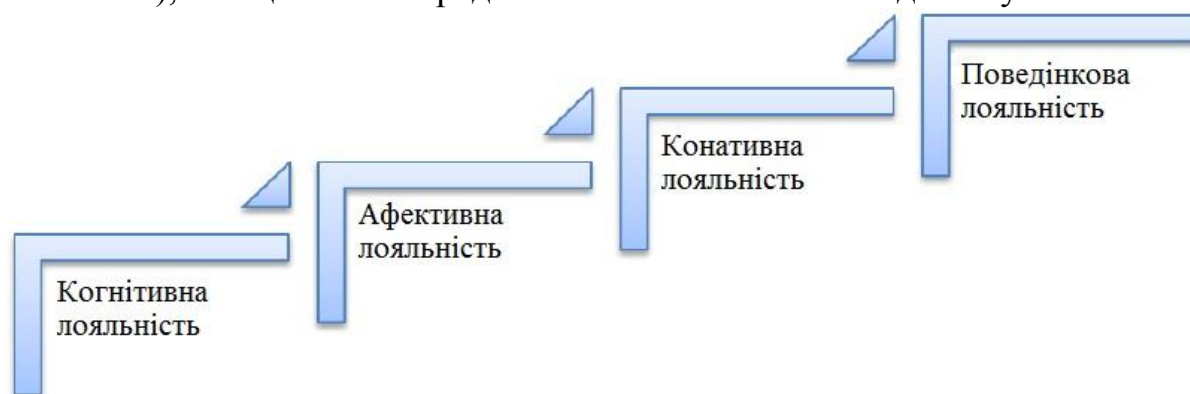 Поведінкова
лояльність
Конативна
лояльність
Афективна
лояльність
Когнітивна
лояльність